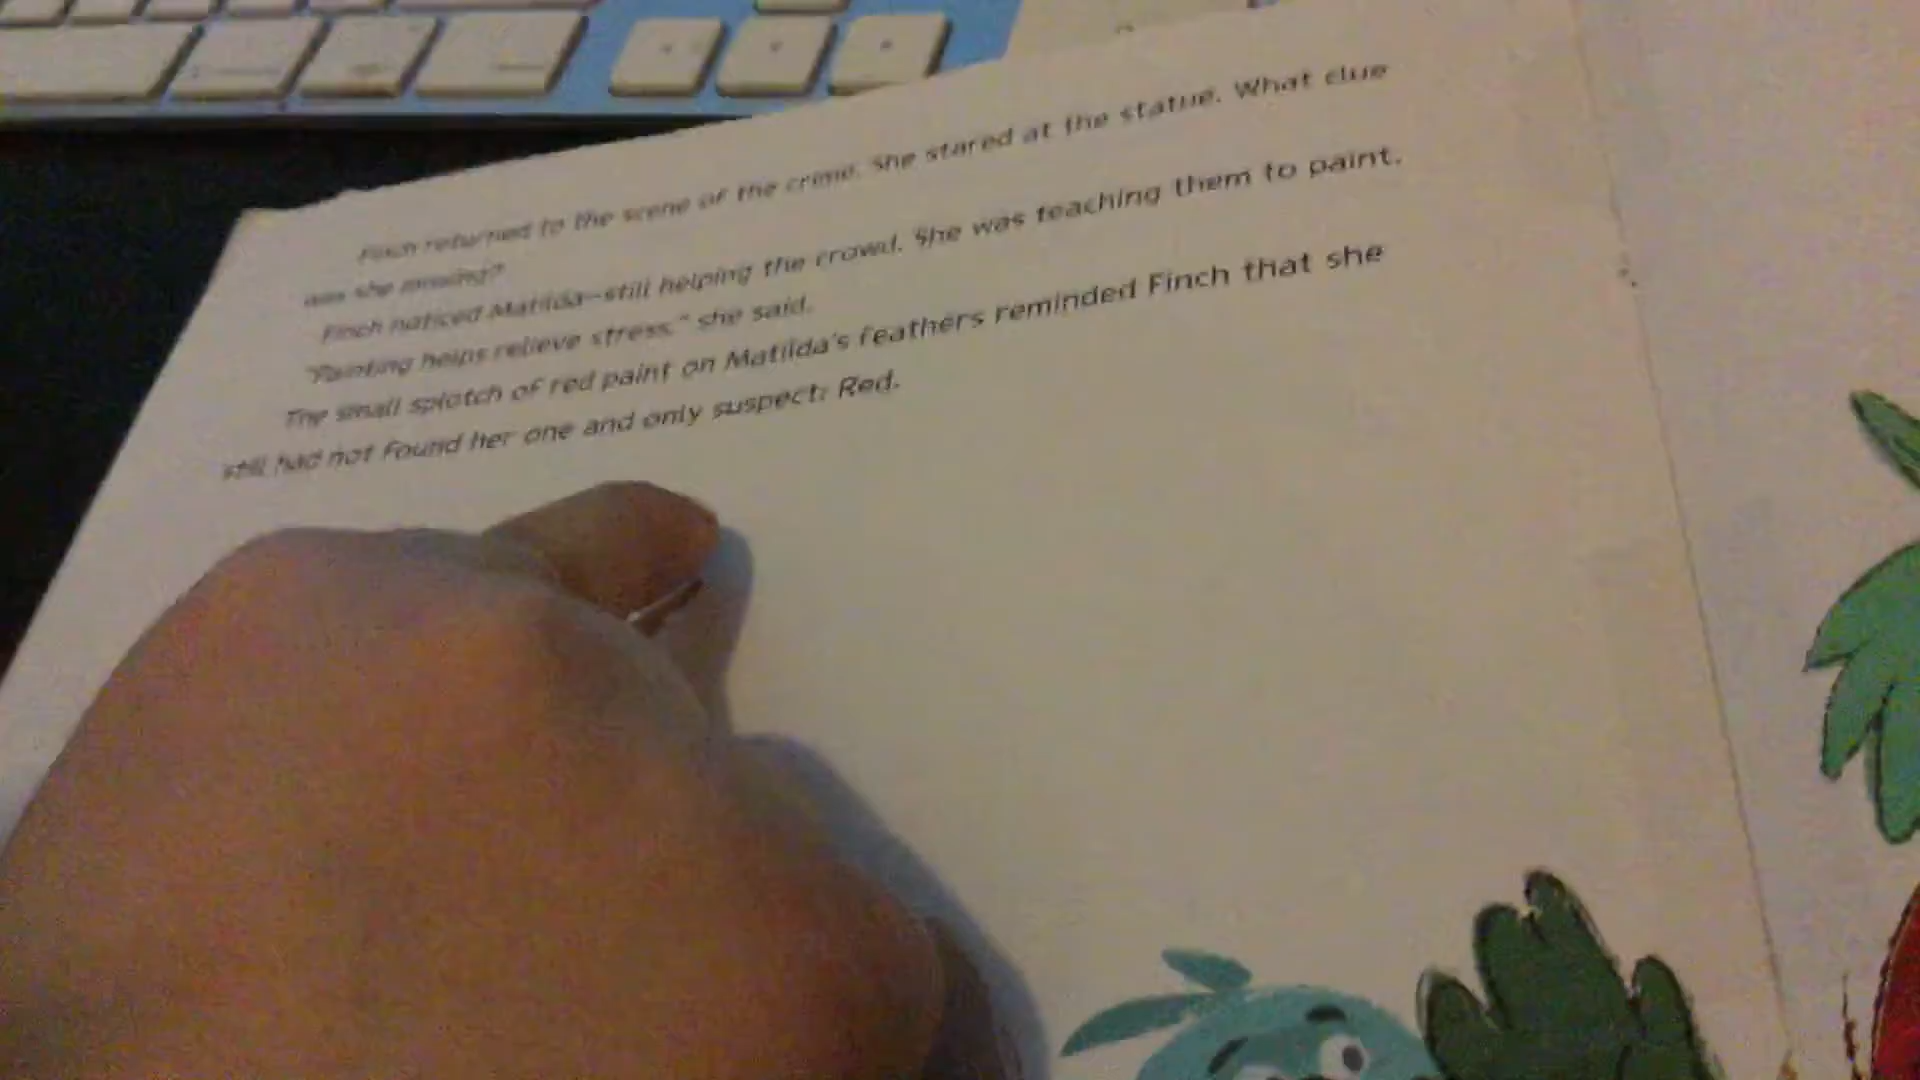 Finch returned to the scene of the crime. She stared at the statue. What clue
was she missing?
Finch noticed Matilda—still helping the crowd. She was teaching them to paint.
"Painting helps relieve stress," she said.
The small splotch of red paint on Matilda's feathers reminded Finch that she
still had not found her one and only suspect: Red.